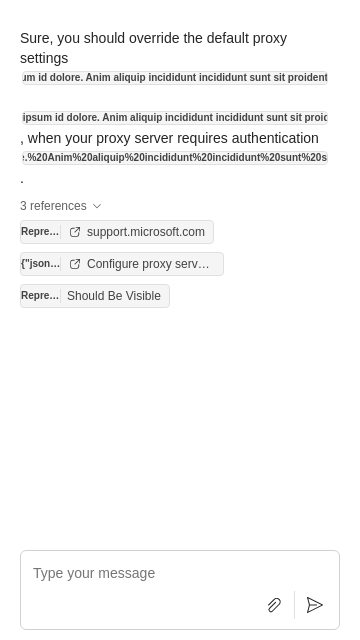 Sure, you should override the default proxy
settings
id dolore. Anim aliquip incididunt incididunt sunt sit proident
ipsum id dolore. Anim aliquip incididunt incididunt sunt sit
, when your proxy server requires authentication
.%20Anim%20aliquip%20incididunt%20incididunt%20sunt%20s
.
3 references
Repre… support.microsoft.com
{"json… Configure proxy serv…
Repre… Should Be Visible
Type your message